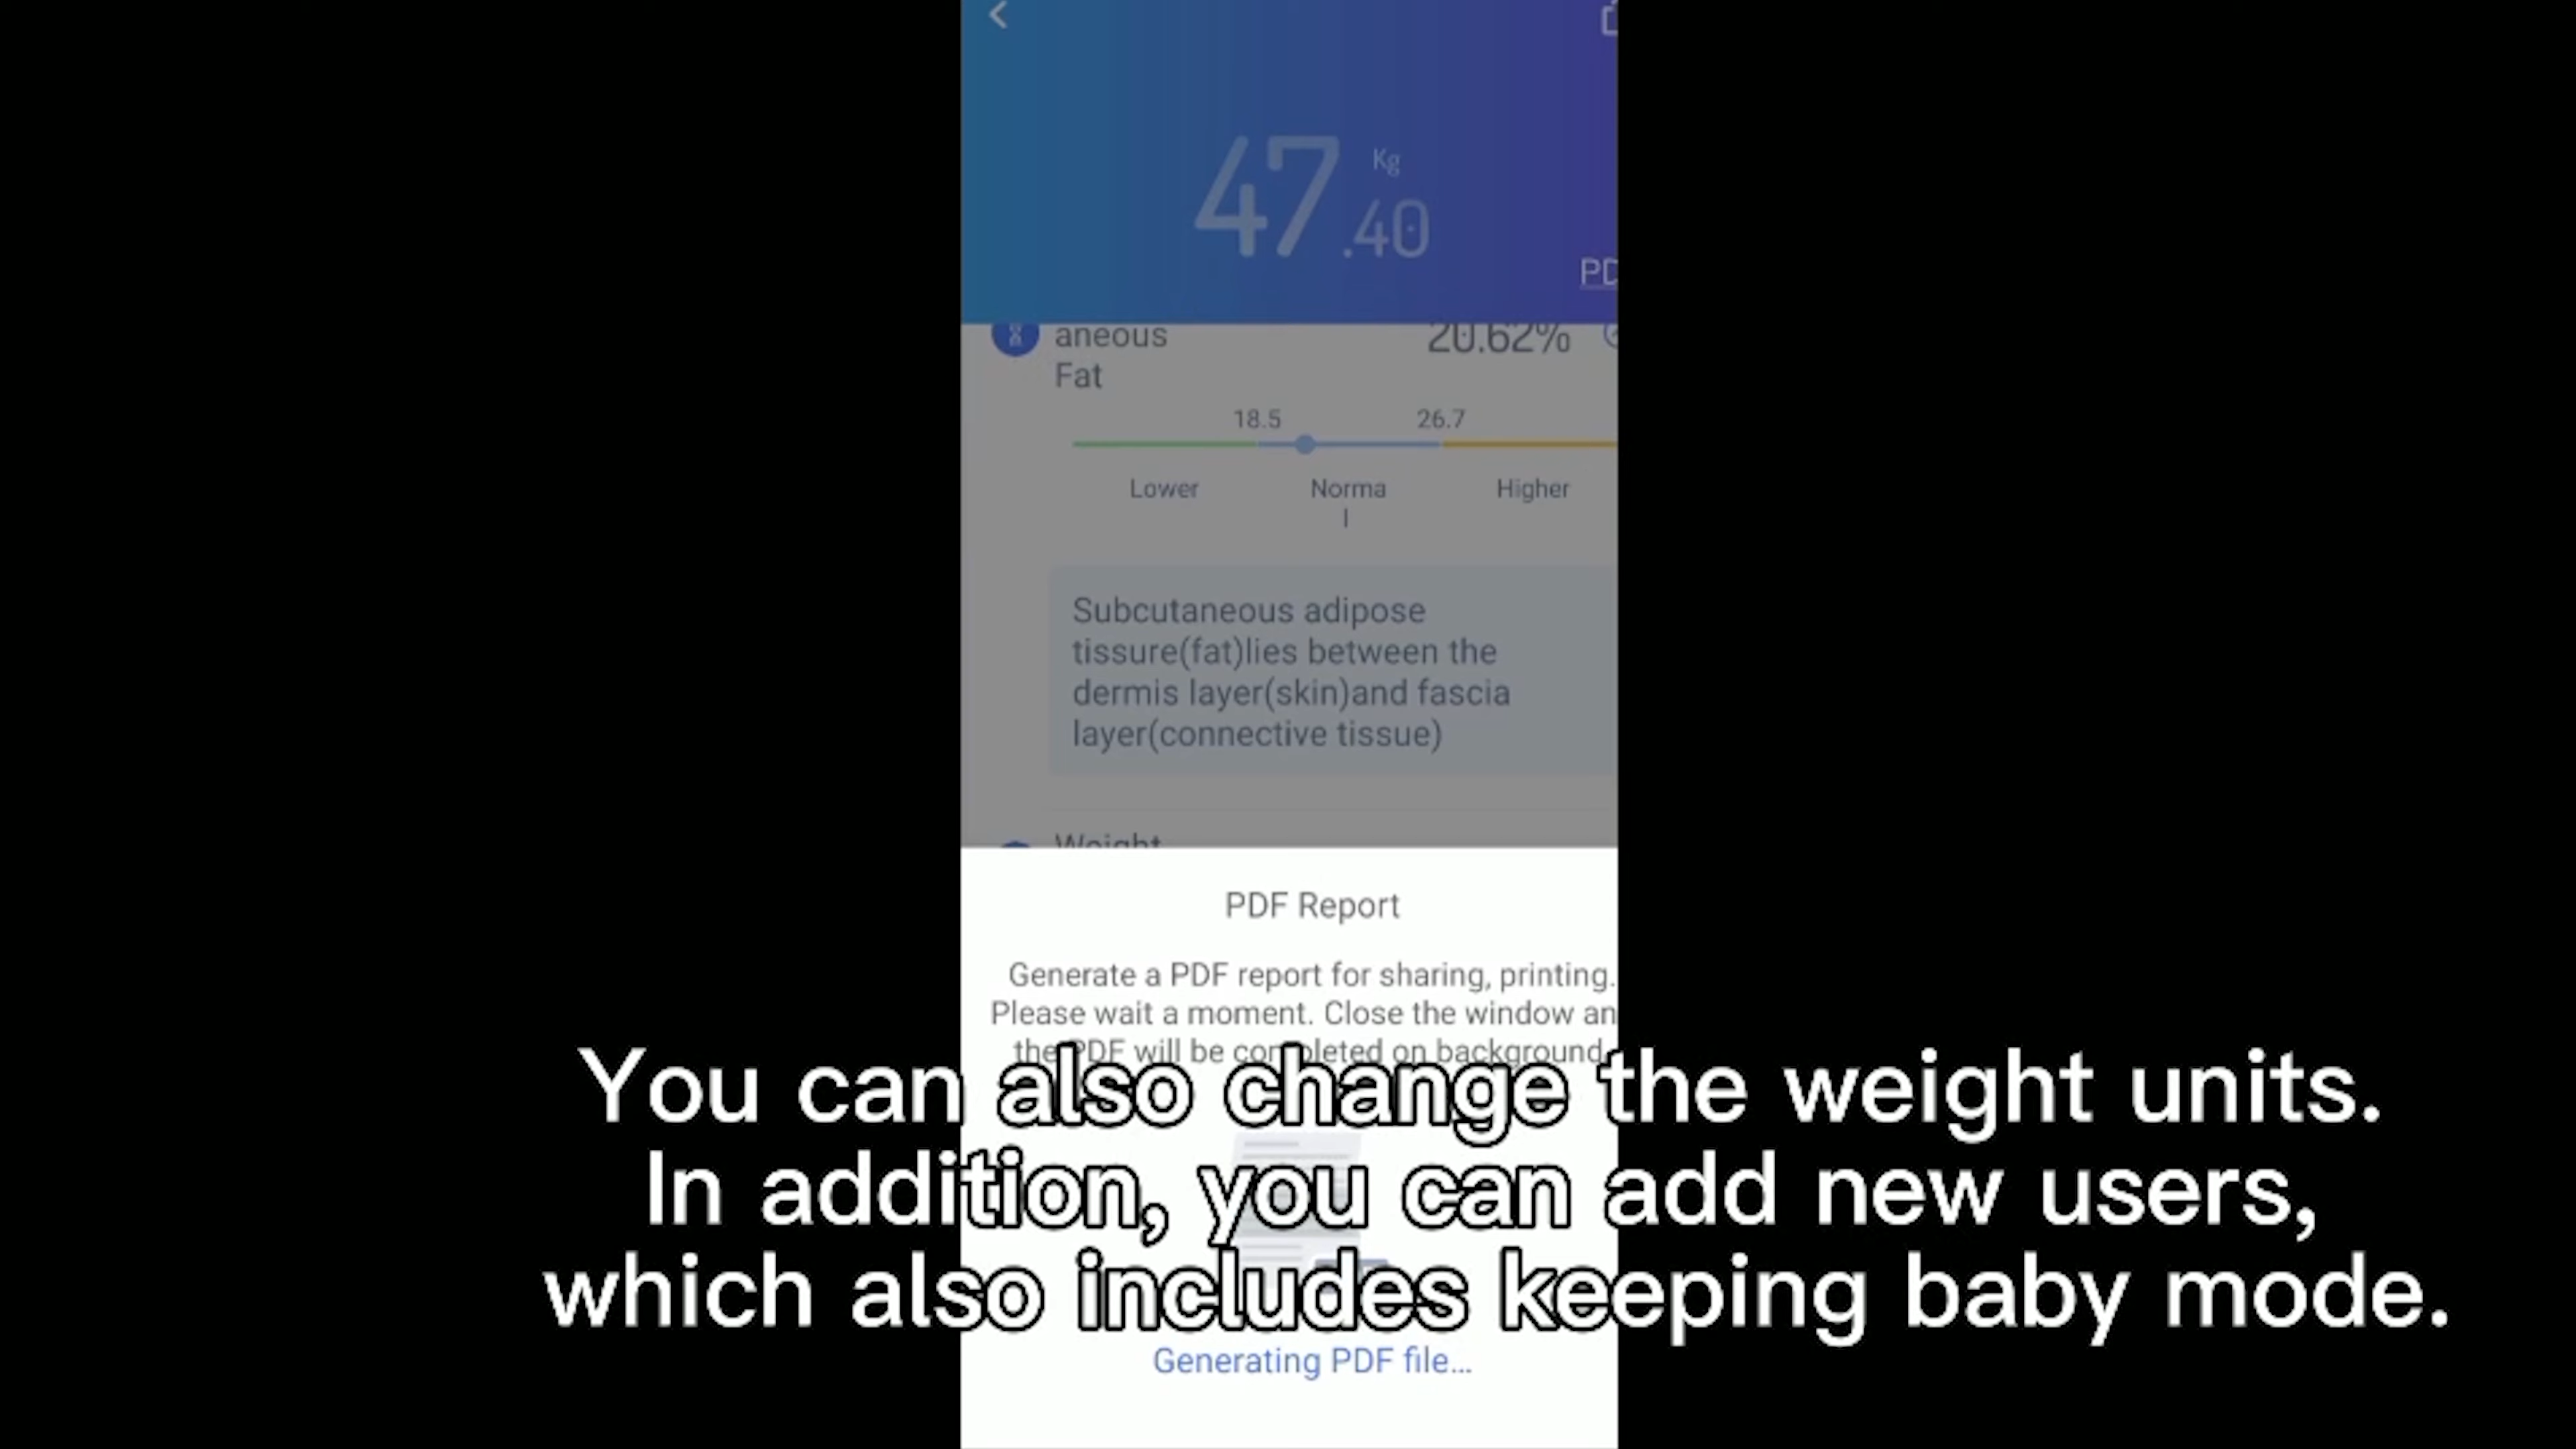 47.40 Kg
PD
aneous
Fat
20.62%
18.5 26.7
Lower Norma Higher
l
Subcutaneous adipose
tissure(fat)lies between the
dermis layer(skin)and fascia
layer(connective tissue)
Weight
PDF Report
Generate a PDF report for sharing, printing.
Please wait a moment. Close the window an
the PDF will be completed on background
You can also change the weight units.
In addition, you can add new users,
which also includes keeping baby mode.
Generating PDF file...